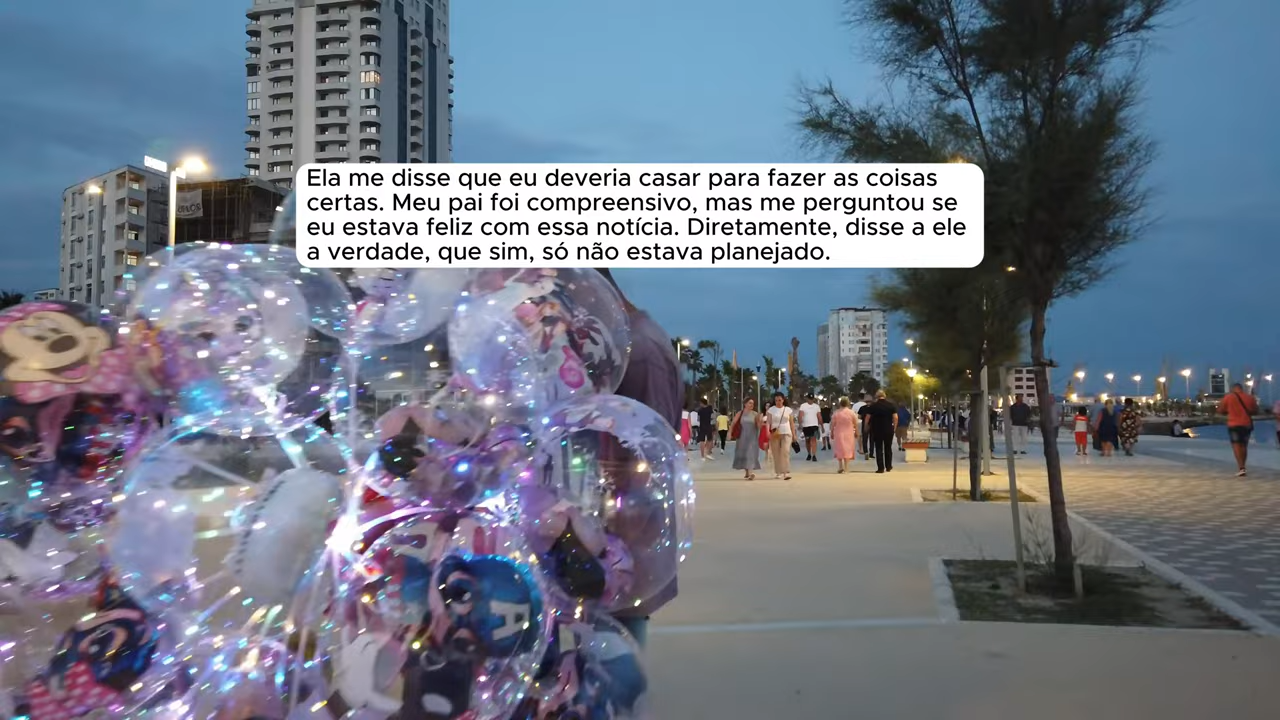 Ela me disse que eu deveria casar para fazer as coisas
certas. Meu pai foi compreensivo, mas me perguntou se
eu estava feliz com essa notícia. Diretamente, disse a ele
a verdade, que sim, só não estava planejado.